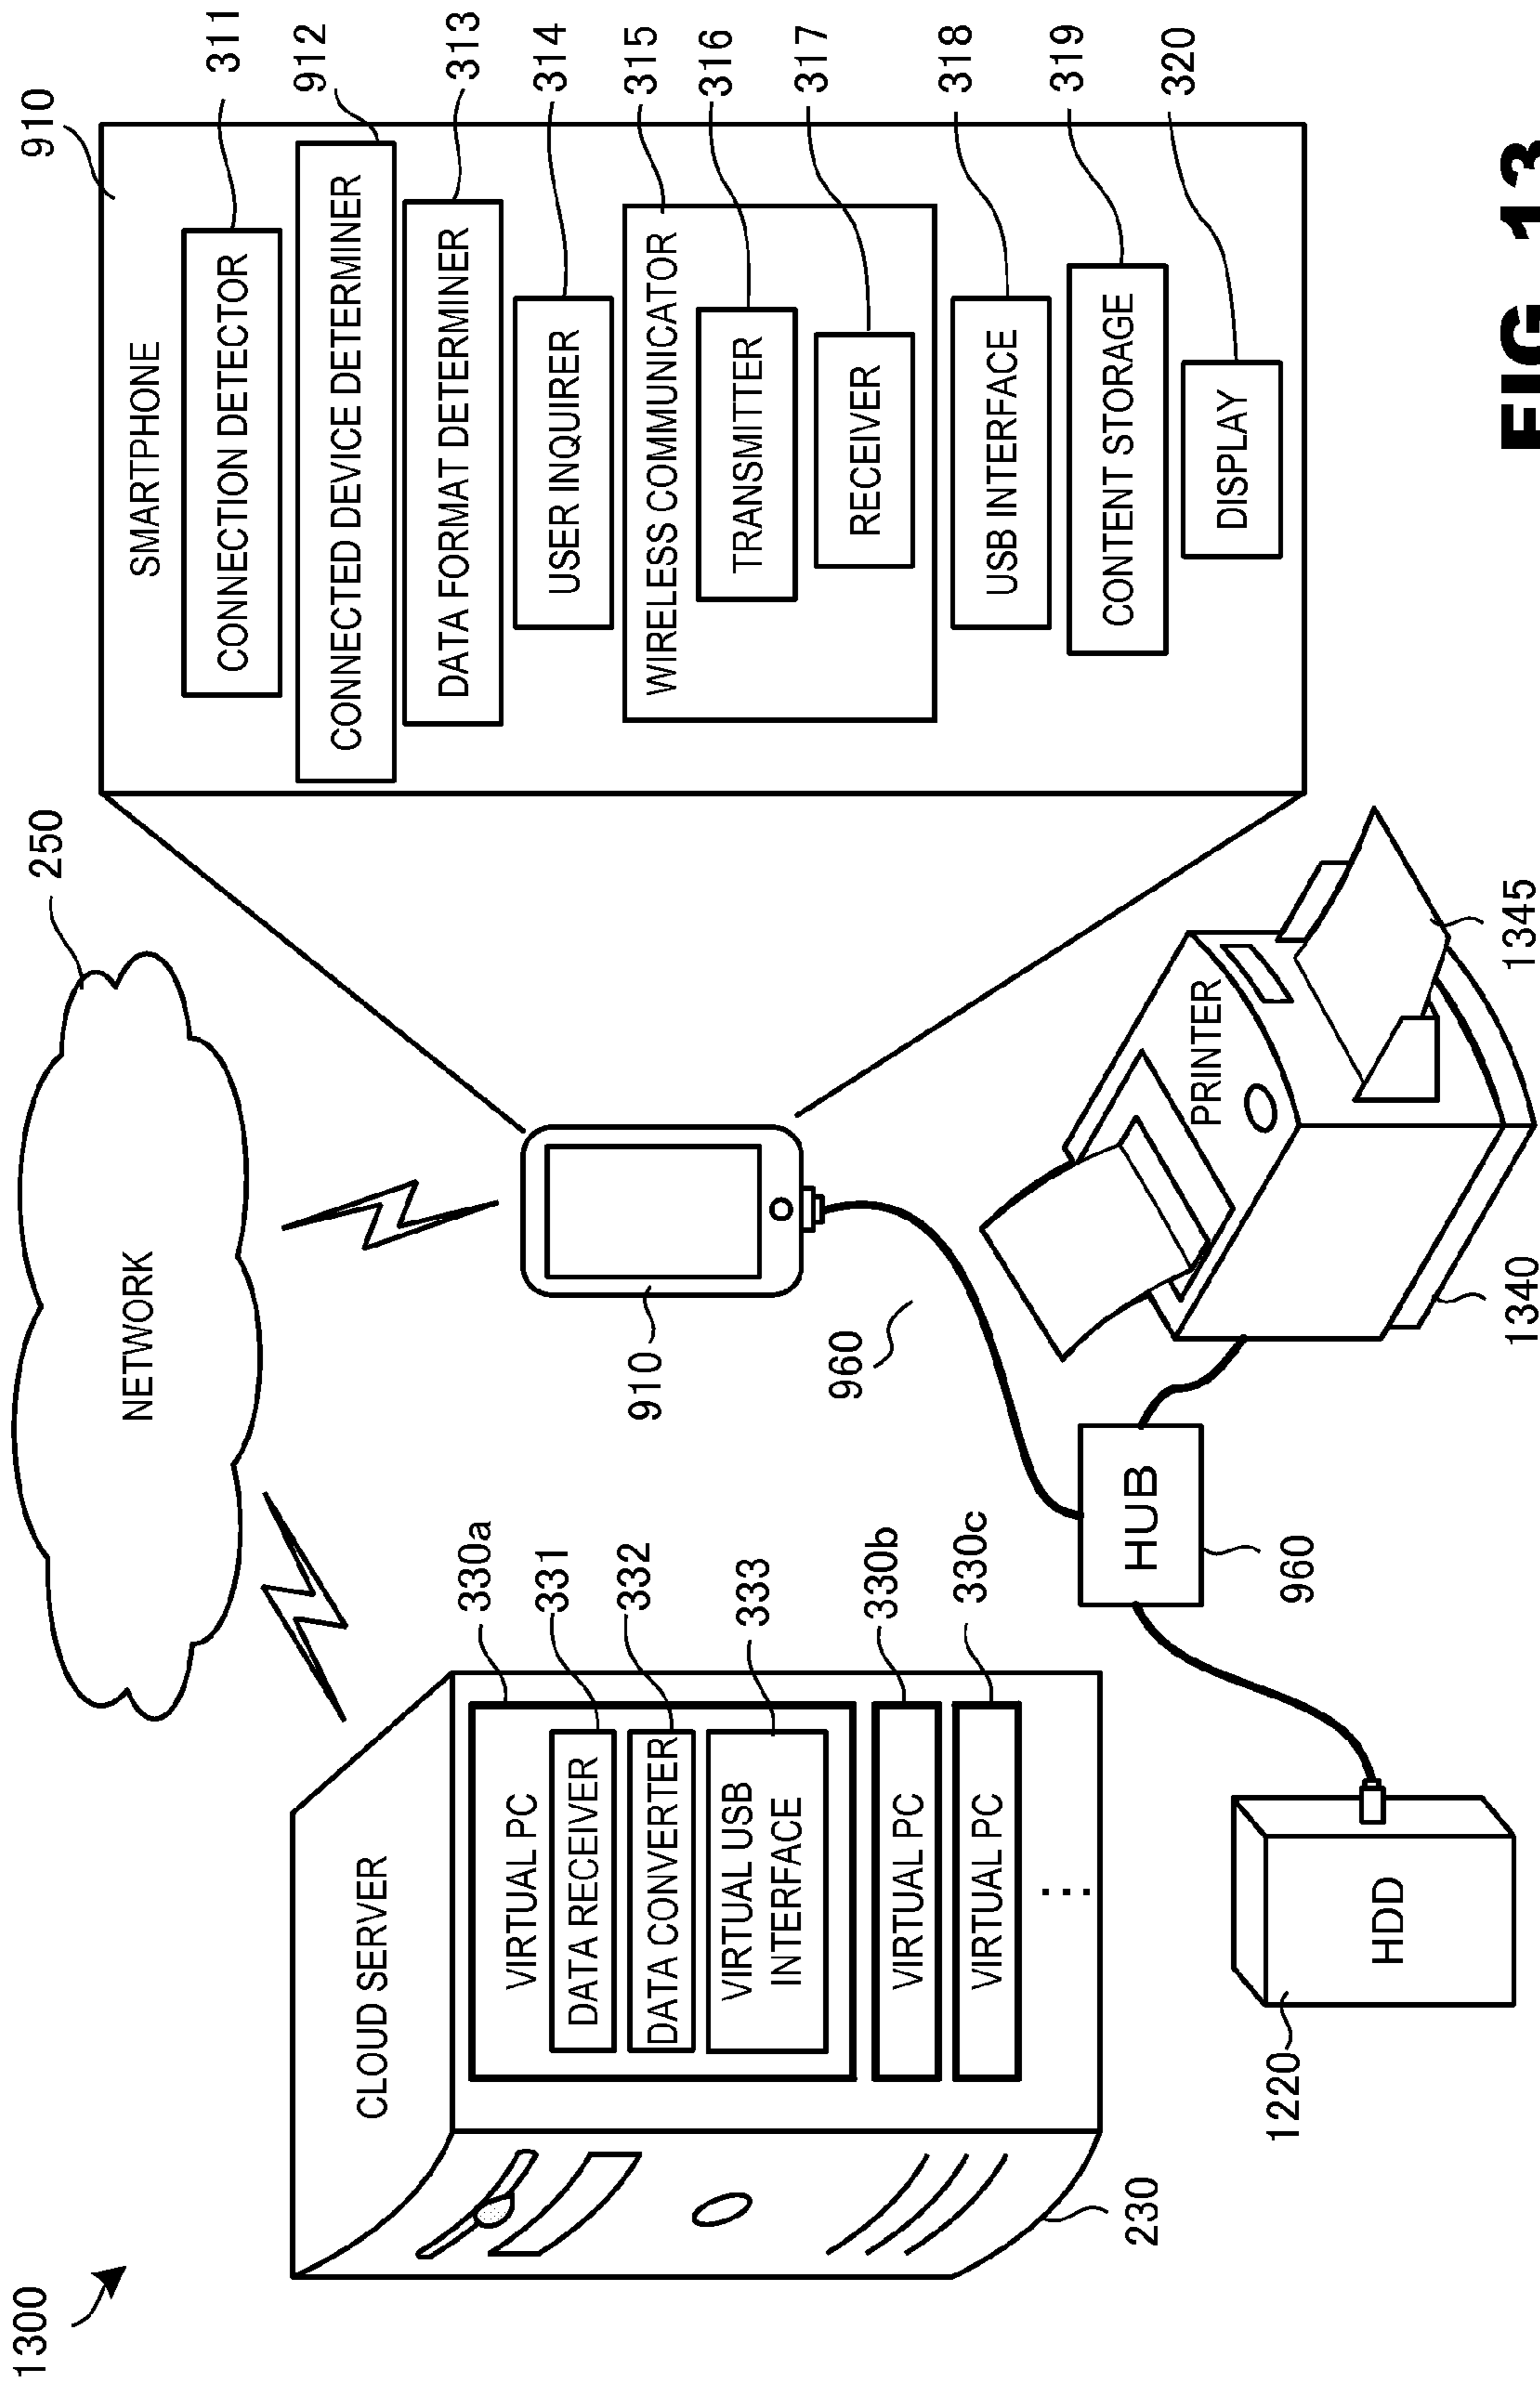 1300
NETWORK
250
CLOUD SERVER
VIRTUAL PC
DATA RECEIVER
DATA CONVERTER
VIRTUAL USB
INTERFACE
VIRTUAL PC
VIRTUAL PC
⋮
330a
331
332
333
330b
330c
230
910
960
HUB
960
HDD
1220
PRINTER
1340
1345
910
SMARTPHONE
CONNECTION DETECTOR
311
CONNECTED DEVICE DETERMINER
912
DATA FORMAT DETERMINER
313
USER INQUIRER
314
WIRELESS COMMUNICATOR
315
TRANSMITTER
316
RECEIVER
317
USB INTERFACE
318
CONTENT STORAGE
319
DISPLAY
320
FIG. 13